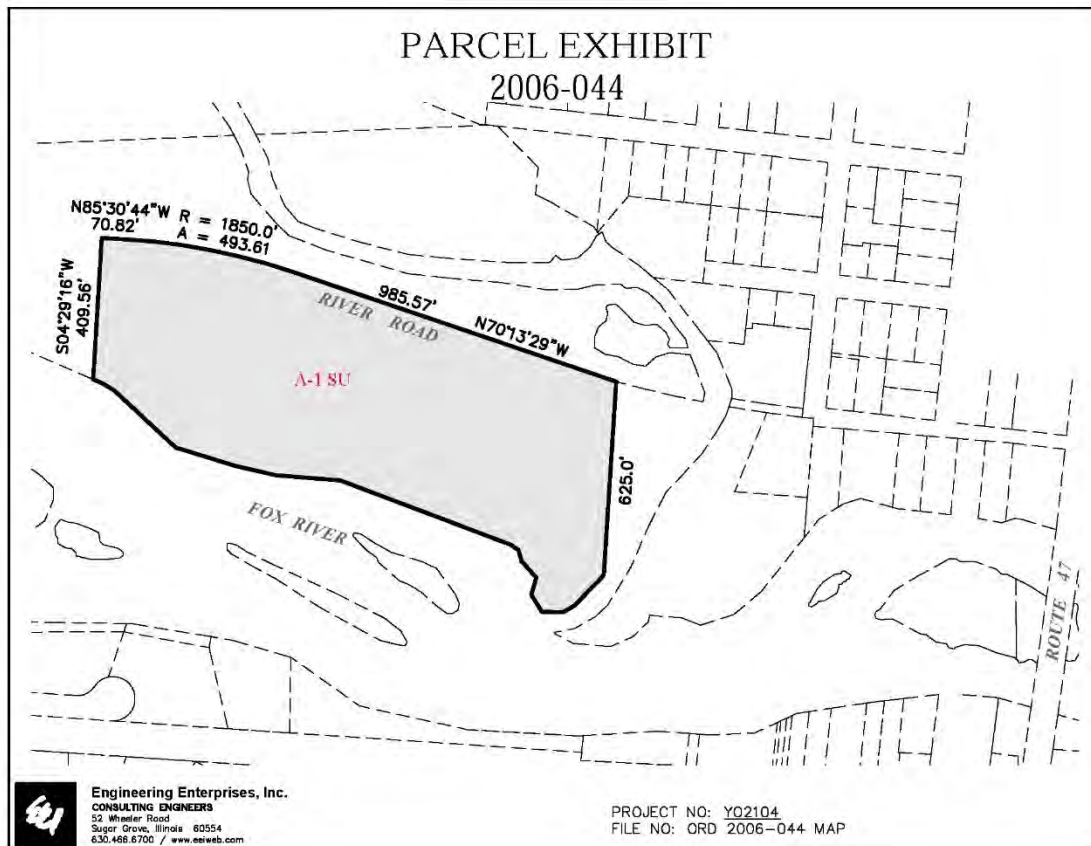 PARCEL EXHIBIT
2006-044
N85°30'44"W
70.82'
R = 1850.0'
A = 493.61
S04°29'16"W
409.56'
985.57'
N70°13'29"W
RIVER ROAD
A-1 SU
625.0'
FOX RIVER
ROUTE 47
EEI
Engineering Enterprises, Inc.
CONSULTING ENGINEERS
52 Wheeler Road
Sugar Grove, Illinois 60554
630.466.6700 / www.eeiweb.com
PROJECT NO: YO2104
FILE NO: ORD 2006-044 MAP